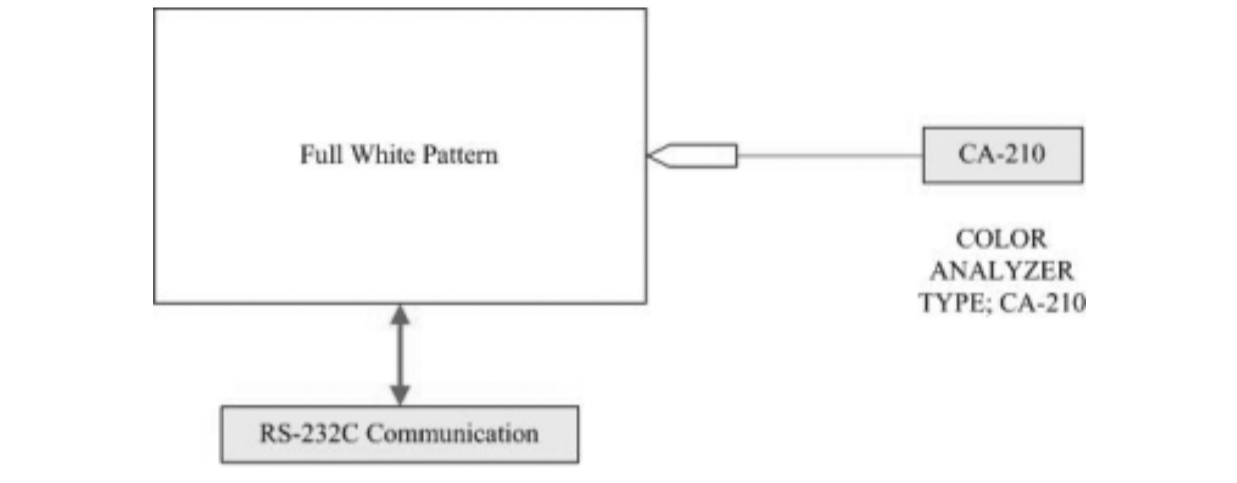 Full White Pattern
CA-210
COLOR
ANALYZER
TYPE; CA-210
RS-232C Communication